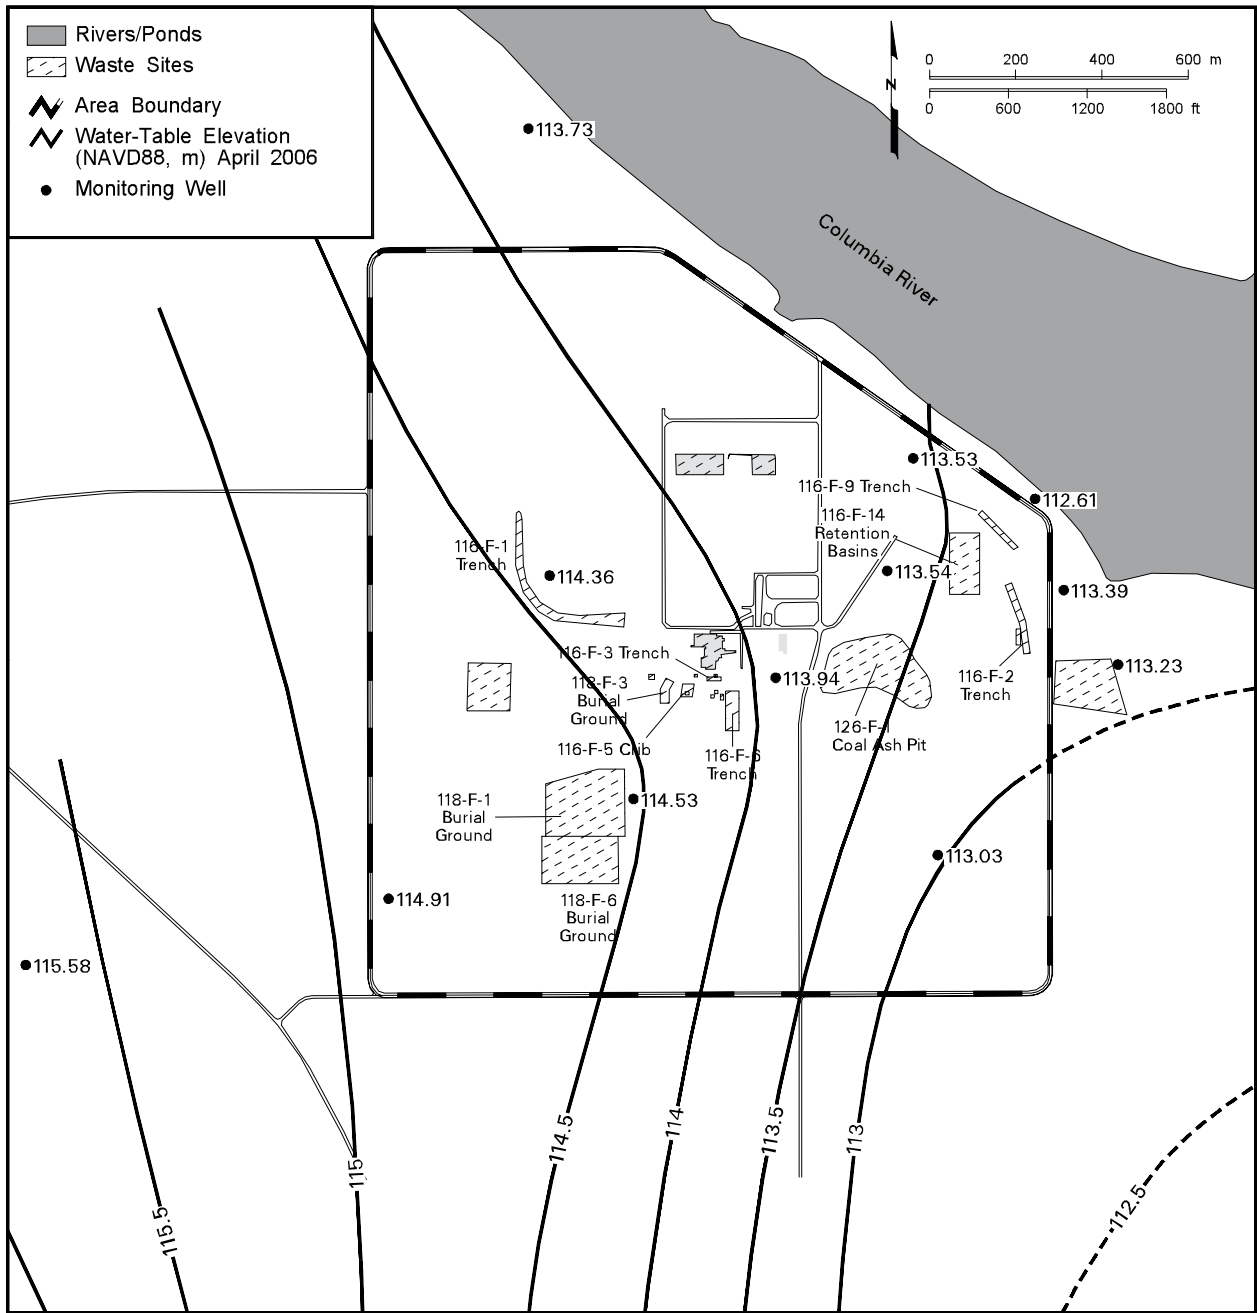 Rivers/Ponds
Waste Sites
Area Boundary
Water-Table Elevation
(NAVD88, m) April 2006
Monitoring Well
N
0 200 400 600 m
0 600 1200 1800 ft
113.73
Columbia River
113.53
116-F-9 Trench
112.61
116-F-14
Retention
Basins
116-F-1
Trench
114.36
113.54
113.39
116-F-3 Trench
113.94
113.23
116-F-2
Trench
118-F-3
Burial
Ground
126-F-1
Coal Ash Pit
116-F-5 Crib
116-F-6
Trench
118-F-1
Burial
Ground
114.53
113.03
114.91
118-F-6
Burial
Ground
115.58
114.5
114
113.5
113
115
112.5
115.5